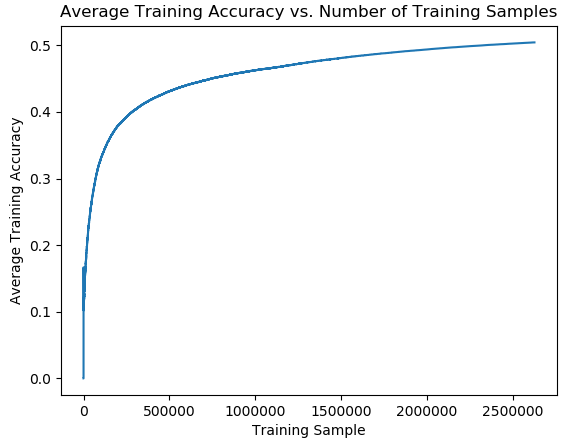 Average Training Accuracy vs. Number of Training Samples
0.5
0.4
0.3
0.2
0.1
0.0
Average Training Accuracy
0 500000 1000000 1500000 2000000 2500000
Training Sample